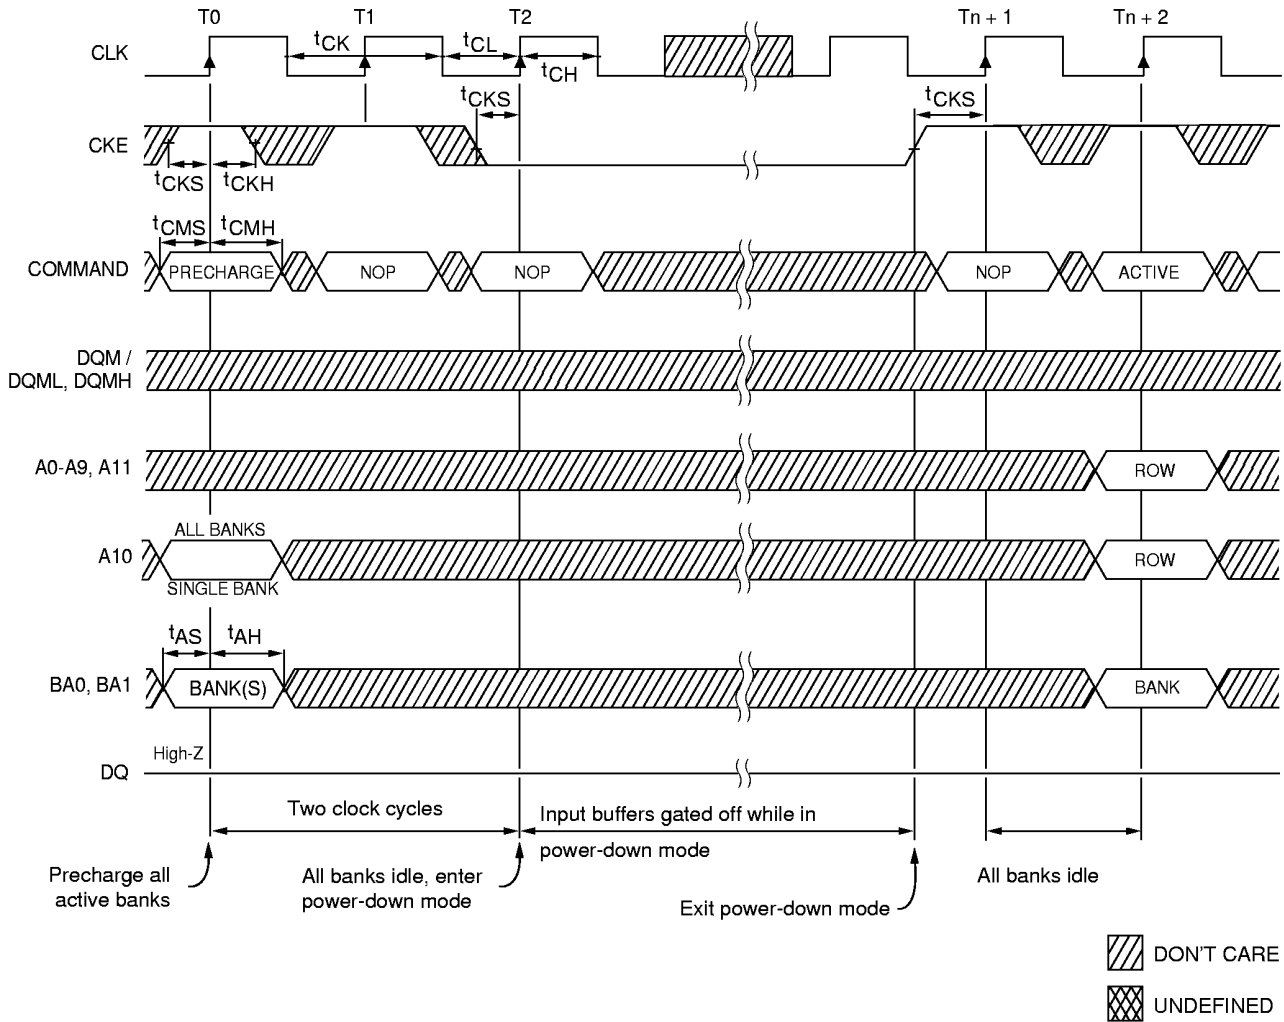 T0 T1 T2 Tn + 1 Tn + 2
CLK tCK tCL tCH
tCKS tCKS
CKE
tCKS tCKH
tCMS tCMH
COMMAND PRECHARGE NOP NOP NOP ACTIVE
DQM /
DQML, DQMH
A0-A9, A11 ROW
ALL BANKS
A10 ROW
SINGLE BANK
tAS tAH
BA0, BA1 BANK(S) BANK
High-Z
DQ
Two clock cycles
Input buffers gated off while in
power-down mode
Precharge all
active banks
All banks idle, enter
power-down mode
Exit power-down mode
All banks idle
DON'T CARE
UNDEFINED